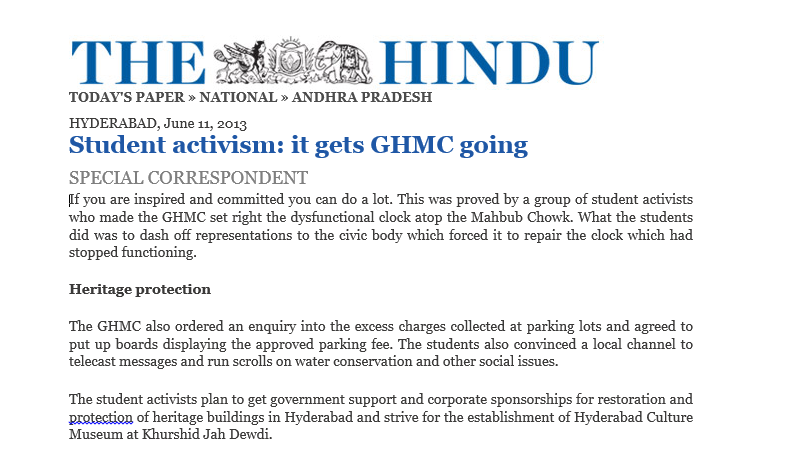 THE HINDU
TODAY'S PAPER » NATIONAL » ANDHRA PRADESH
HYDERABAD, June 11, 2013
Student activism: it gets GHMC going
SPECIAL CORRESPONDENT
If you are inspired and committed you can do a lot. This was proved by a group of student activists
who made the GHMC set right the dysfunctional clock atop the Mahbub Chowk. What the students
did was to dash off representations to the civic body which forced it to repair the clock which had
stopped functioning.
Heritage protection
The GHMC also ordered an enquiry into the excess charges collected at parking lots and agreed to
put up boards displaying the approved parking fee. The students also convinced a local channel to
telecast messages and run scrolls on water conservation and other social issues.
The student activists plan to get government support and corporate sponsorships for restoration and
protection of heritage buildings in Hyderabad and strive for the establishment of Hyderabad Culture
Museum at Khurshid Jah Dewdi.